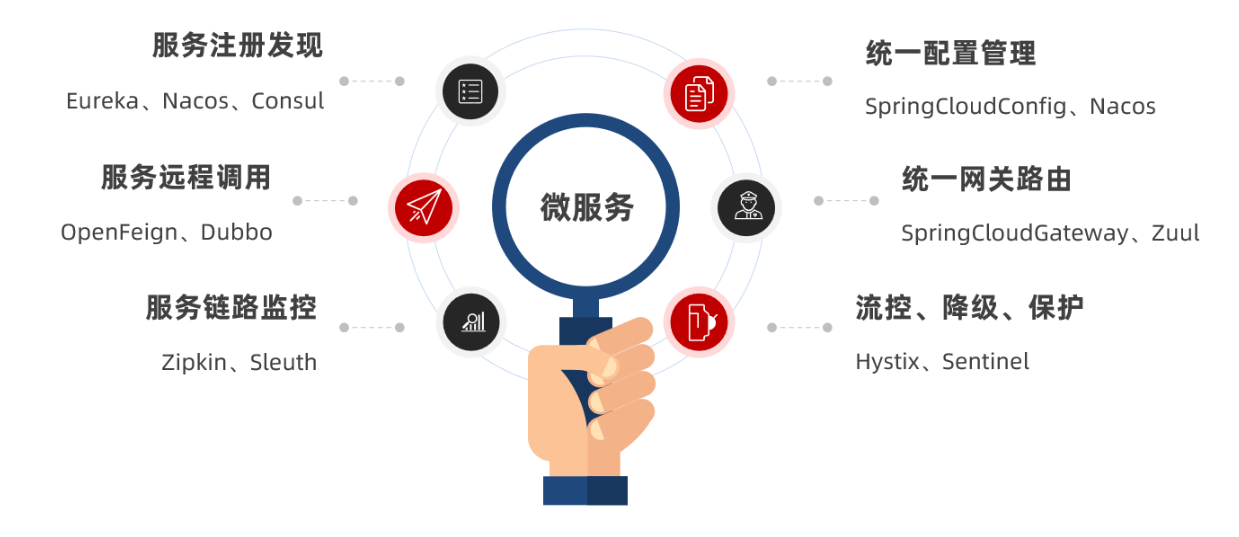 服务注册发现
Eureka、Nacos、Consul
服务远程调用
OpenFeign、Dubbo
服务链路监控
Zipkin、Sleuth
微服务
统一配置管理
SpringCloudConfig、Nacos
统一网关路由
SpringCloudGateway、Zuul
流控、降级、保护
Hystix、Sentinel